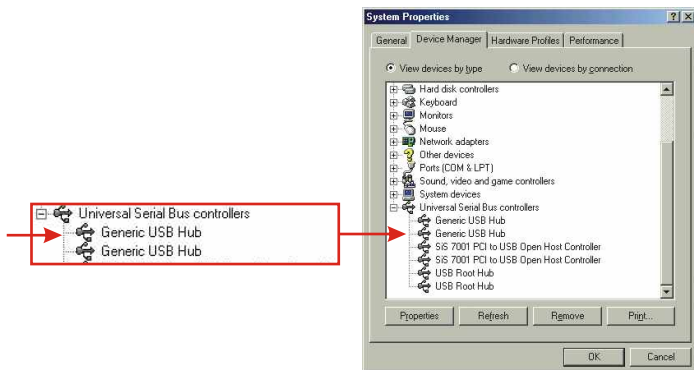 Universal Serial Bus controllers
Generic USB Hub
Generic USB Hub
System Properties
General Device Manager Hardware Profiles Performance
View devices by type View devices by connection
Hard disk controllers
Keyboard
Monitors
Mouse
Network adapters
Other devices
Ports (COM & LPT)
Sound, video and game controllers
System devices
Universal Serial Bus controllers
Generic USB Hub
Generic USB Hub
SiS 7001 PCI to USB Open Host Controller
SiS 7001 PCI to USB Open Host Controller
USB Root Hub
USB Root Hub
Properties Refresh Remove Print...
OK Cancel